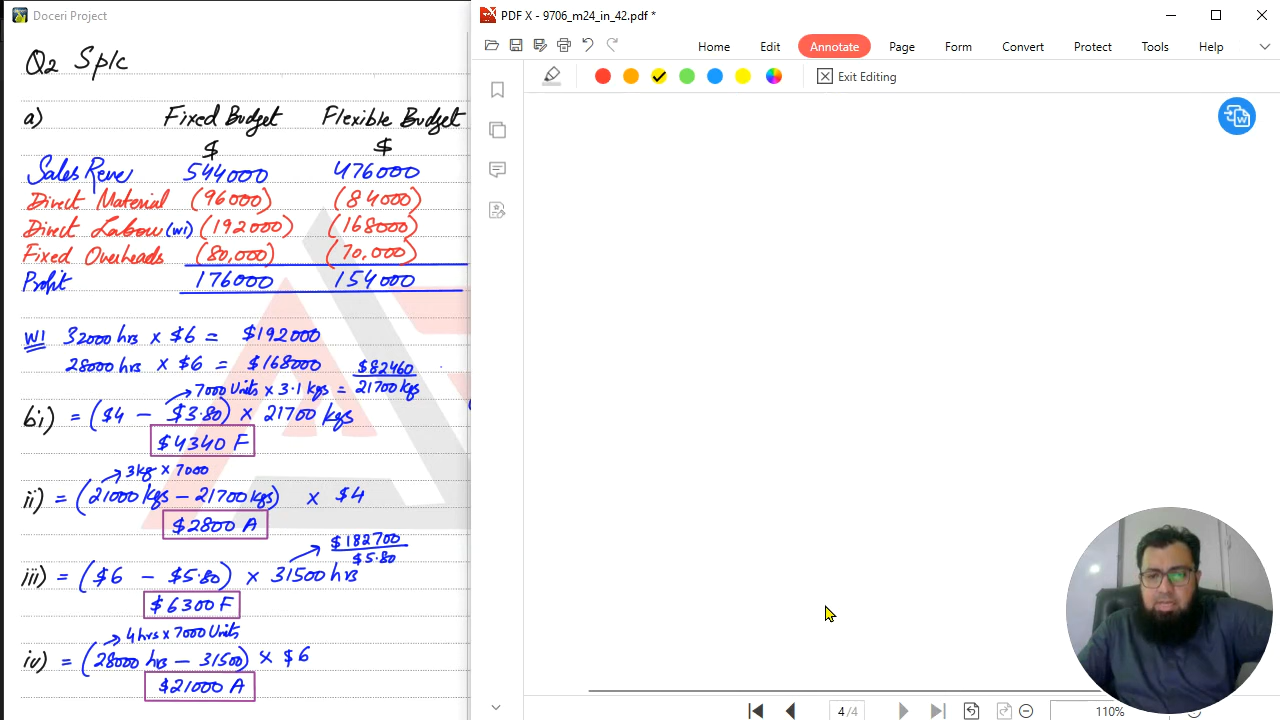 Doceri Project
PDF X - 9706_m24_in_42.pdf *
Home Edit Annotate Page Form Convert Protect Tools Help
Exit Editing
Q2 Splc
a) Fixed Budget Flexible Budget
$ $
Sales Reve 544000 476000
Direct Material (96000) (84000)
Direct Labour (W1) (192000) (168000)
Fixed Overheads (80,000) (70,000)
Profit 176000 154000
W1 32000 hrs x $6 = $192000
28000 hrs x $6 = $168000 $82460
7000 Units x 3.1 kgs = 21700 kgs
bi) = ($4 - $3.80) x 21700 kgs
$4340 F
3kg x 7000
ii) = (21000 kgs - 21700 kgs) x $4
$2800 A
$182700
$5.80
iii) = ($6 - $5.80) x 31500 hrs
$6300 F
4 hrs x 7000 Units
iv) = (28000 hrs - 31500) x $6
$21000 A
4/4
110%